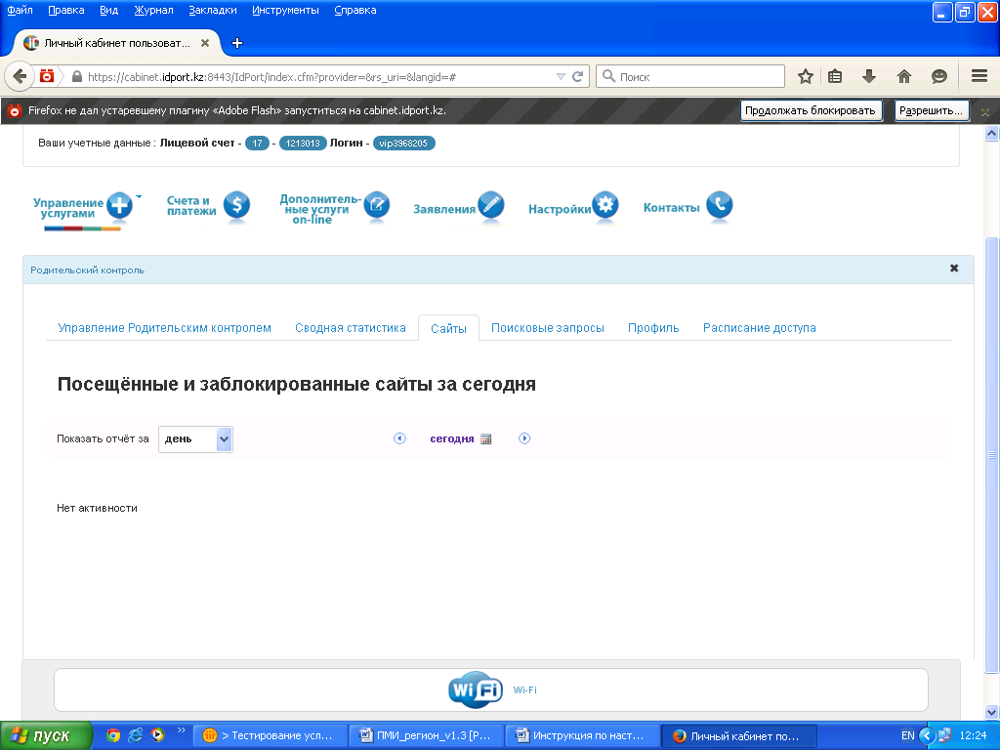 Файл Правка Вид Журнал Закладки Инструменты Справка
Личный кабинет пользоват...
https://cabinet.idport.kz:8443/IdPort/index.cfm?provider=&rs_uri=&langid=#
Поиск
Firefox не дал устаревшему плагину «Adobe Flash» запуститься на cabinet.idport.kz.
Продолжать блокировать
Разрешить...
Ваши учетные данные : Лицевой счет - 17 - 1213013 Логин - vip3968205
Управление
услугами
Счета и
платежи
Дополнитель-
ные услуги
on-line
Заявления
Настройки
Контакты
Родительский контроль
Управление Родительским контролем Сводная статистика Сайты Поисковые запросы Профиль Расписание доступа
Посещённые и заблокированные сайты за сегодня
Показать отчёт за день сегодня
Нет активности
Wi Fi Wi-Fi
пуск
> Тестирование усл...
ПМИ_регион_v1.3 [Р...
Инструкция по наст...
Личный кабинет по...
EN
12:24